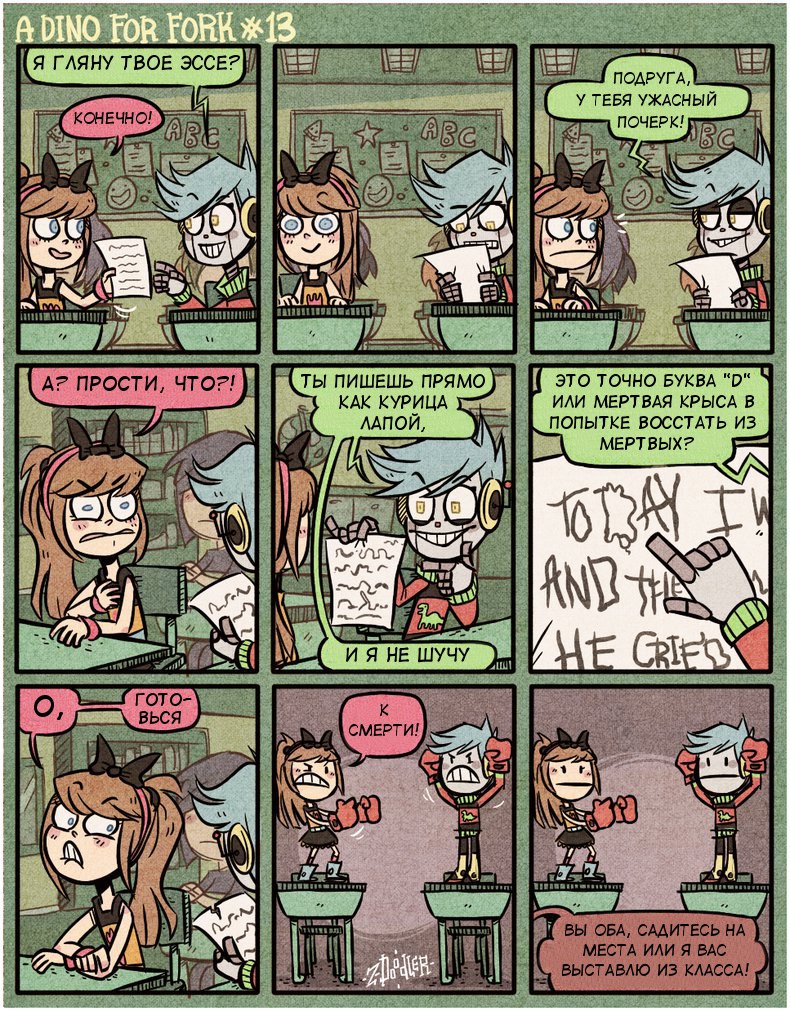 A DINO FOR FORK #13
Я ГЛЯНУ ТВОЕ ЭССЕ?
КОНЕЧНО!
ABC
ABC
ПОДРУГА,
У ТЕБЯ УЖАСНЫЙ
ПОЧЕРК!
ABC
А? ПРОСТИ, ЧТО?!
ТЫ ПИШЕШЬ ПРЯМО
КАК КУРИЦА
ЛАПОЙ,
И Я НЕ ШУЧУ
ЭТО ТОЧНО БУКВА "D"
ИЛИ МЕРТВАЯ КРЫСА В
ПОПЫТКЕ ВОССТАТЬ ИЗ
МЕРТВЫХ?
TODAY I W
AND THE
HE CRIED
О,
ГОТО-
ВЬСЯ
К
СМЕРТИ!
Z-DOODLER
ВЫ ОБА, САДИТЕСЬ НА
МЕСТА ИЛИ Я ВАС
ВЫСТАВЛЮ ИЗ КЛАССА!